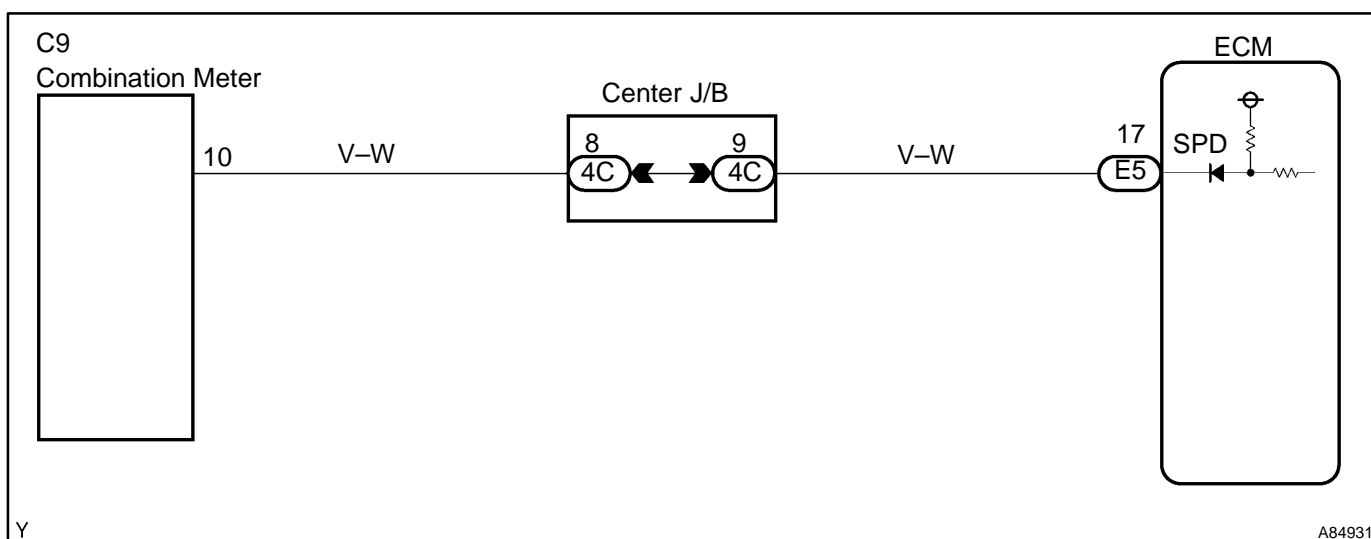 C9
Combination Meter
ECM
Center J/B
10
V–W
8
4C
9
4C
V–W
17
E5
SPD
Y
A84931